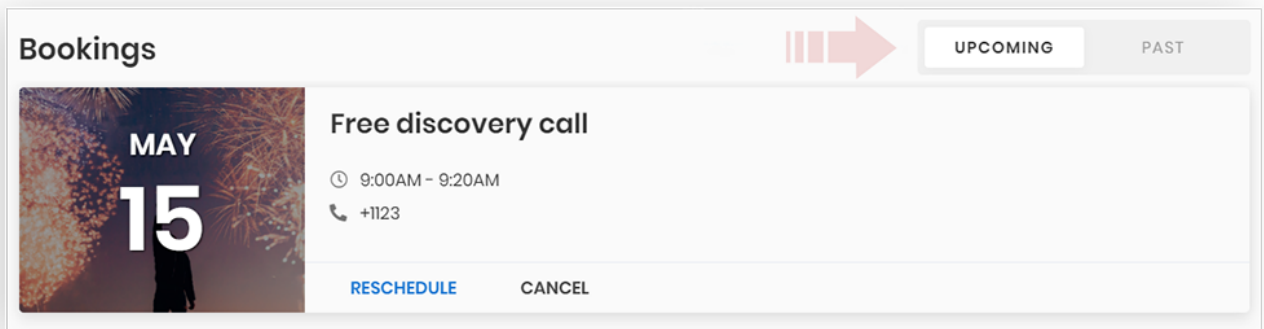 Bookings
UPCOMING
PAST
MAY
15
Free discovery call
9:00AM - 9:20AM
+1123
RESCHEDULE
CANCEL